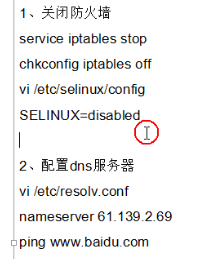 1、关闭防火墙
service iptables stop
chkconfig iptables off
vi /etc/selinux/config
SELINUX=disabled
2、配置dns服务器
vi /etc/resolv.conf
nameserver 61.139.2.69
ping www.baidu.com